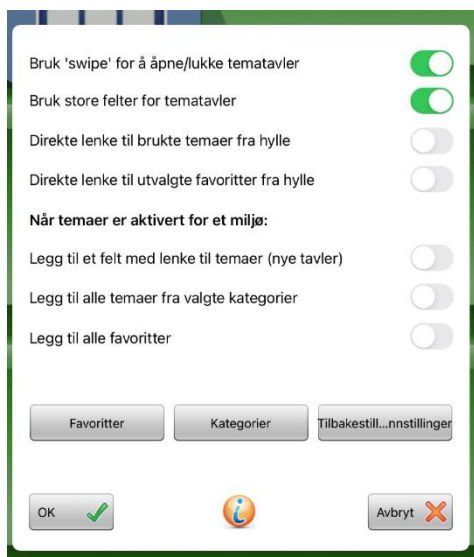 Bruk 'swipe' for å åpne/lukke tematavler
Bruk store felter for tematavler
Direkte lenke til brukte temaer fra hylle
Direkte lenke til utvalgte favoritter fra hylle
Når temaer er aktivert for et miljø:
Legg til et felt med lenke til temaer (nye tavler)
Legg til alle temaer fra valgte kategorier
Legg til alle favoritter
Favoritter
Kategorier
Tilbakestill...nnstillinger
OK
i
Avbryt